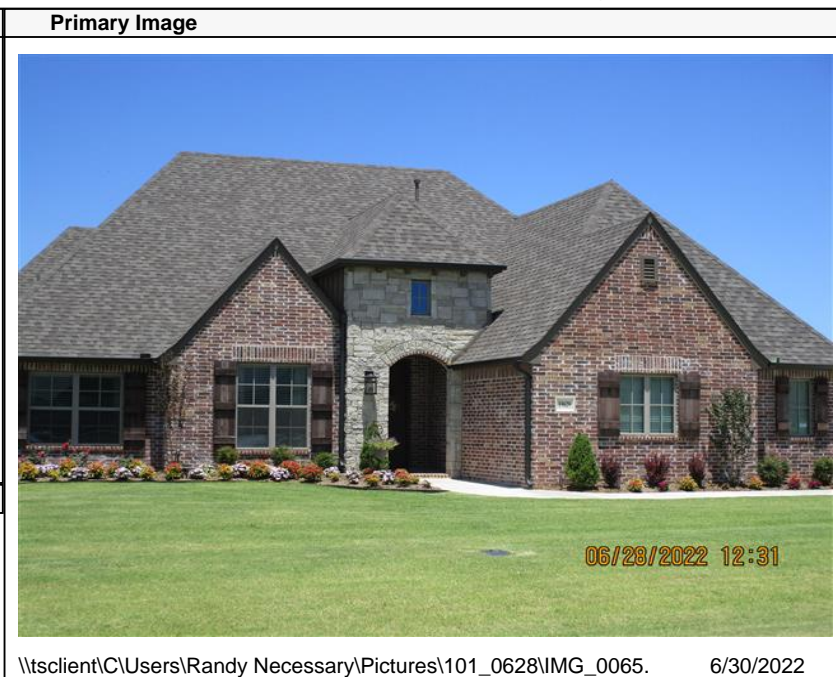 Primary Image
06/28/2022 12:31
\\tsclient\C\Users\Randy Necessary\Pictures\101_0628\IMG_0065.
6/30/2022